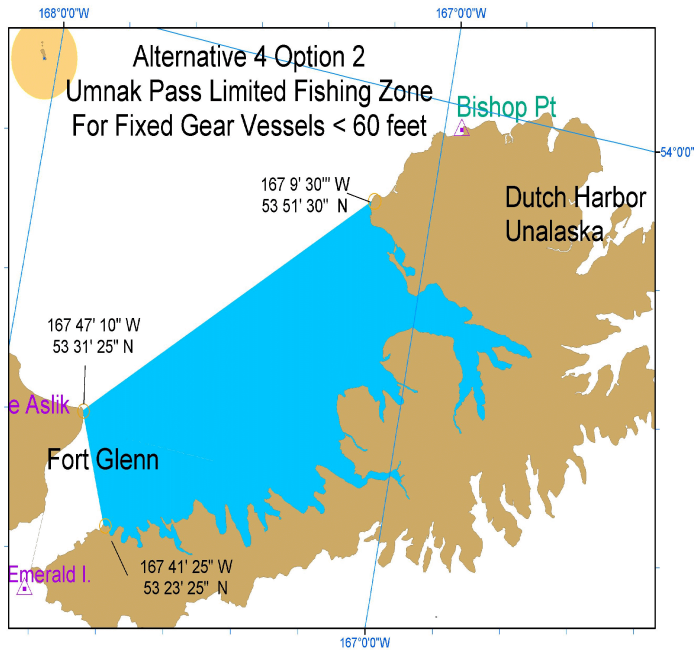 168°0'0"W
167°0'0"W
Alternative 4 Option 2
Umnak Pass Limited Fishing Zone
For Fixed Gear Vessels < 60 feet
Bishop Pt
54°0'0"
167 9' 30''' W
53 51' 30" N
Dutch Harbor
Unalaska
167 47' 10" W
53 31' 25" N
e Aslik
Fort Glenn
167 41' 25" W
53 23' 25" N
Emerald I.
167°0'0"W